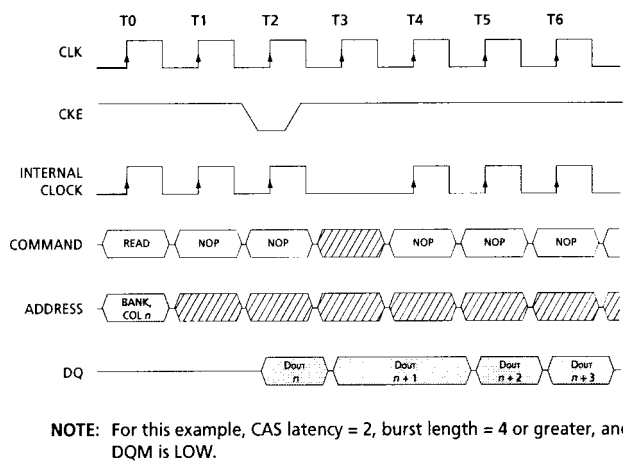 T0 T1 T2 T3 T4 T5 T6
CLK
CKE
INTERNAL
CLOCK
COMMAND READ NOP NOP NOP NOP NOP
ADDRESS BANK,
COL n
DQ DOUT DOUT DOUT DOUT
n n + 1 n + 2 n + 3
NOTE: For this example, CAS latency = 2, burst length = 4 or greater, and
DQM is LOW.